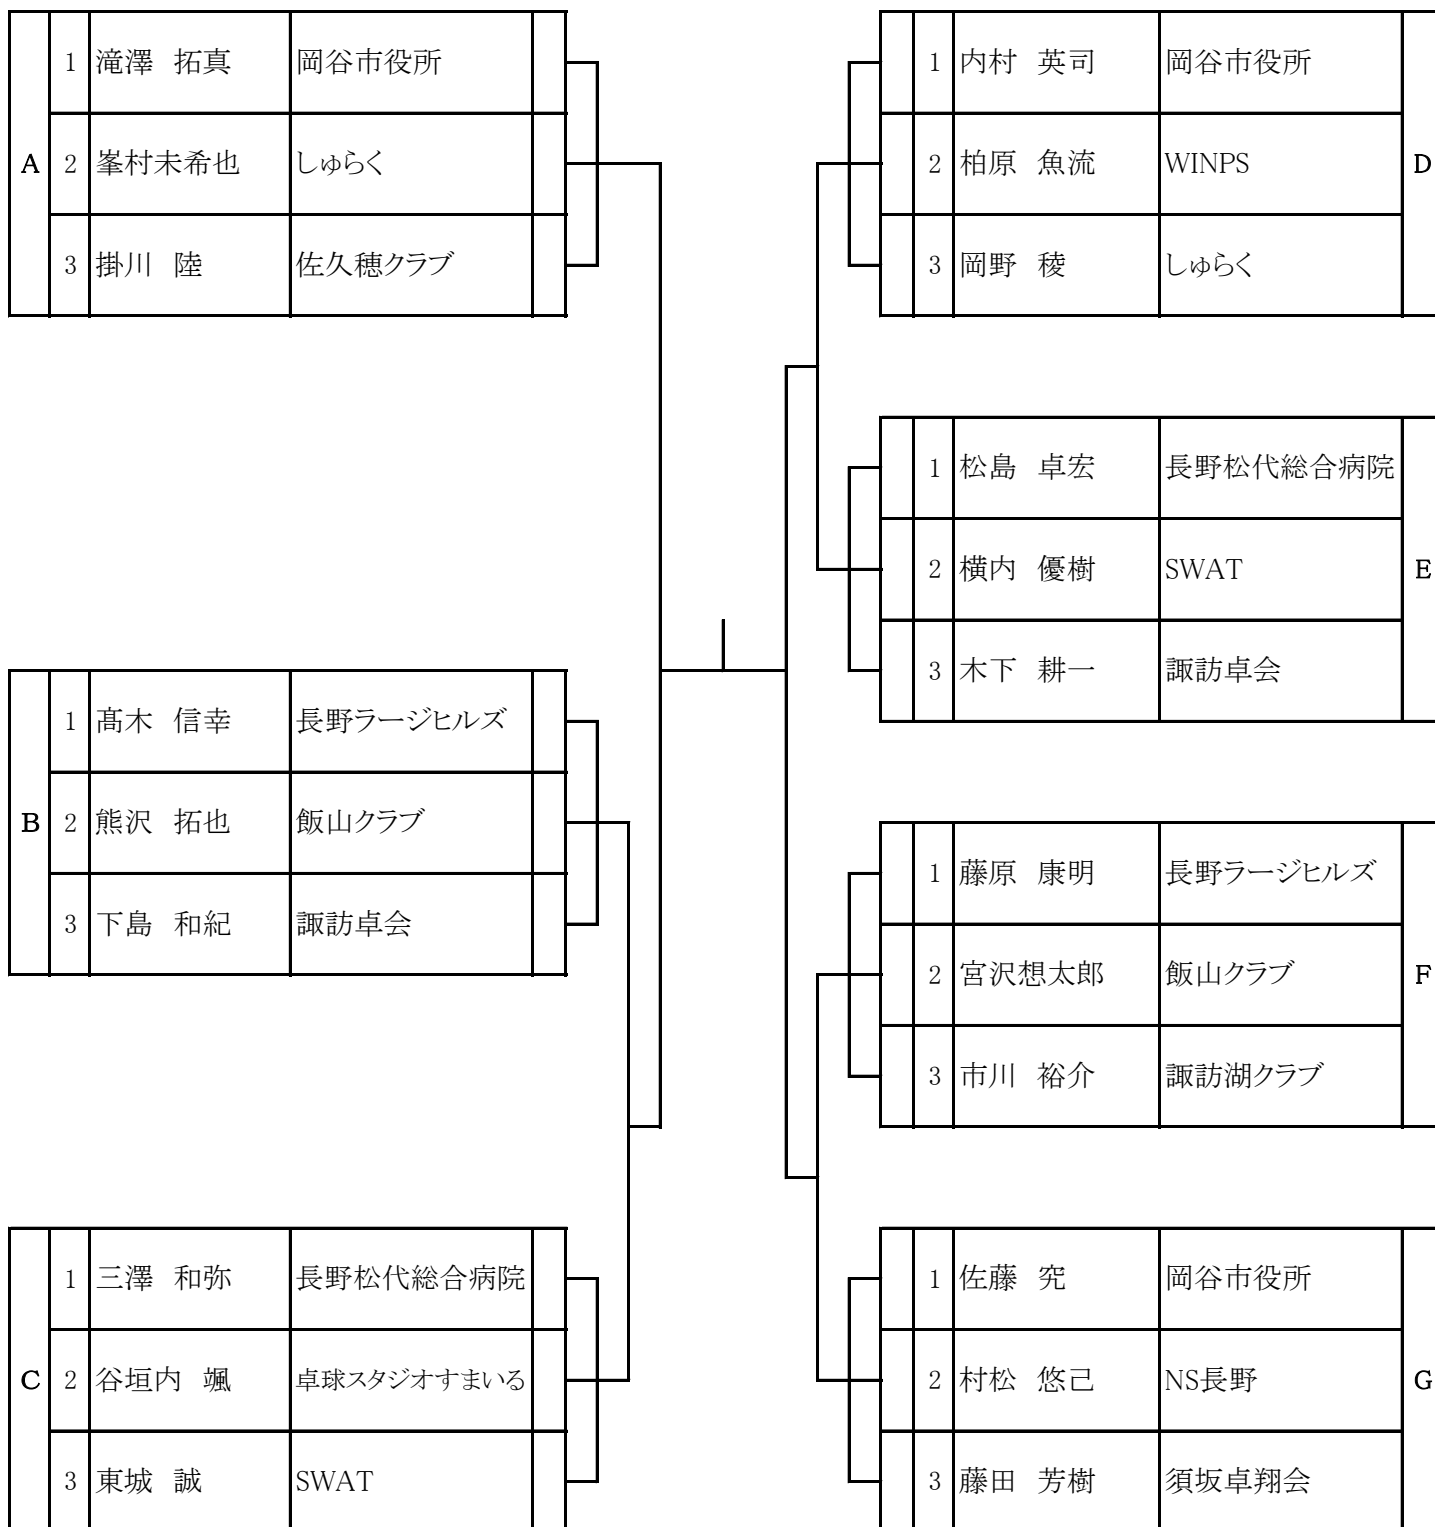 A
1 滝澤 拓真 岡谷市役所
2 峯村未希也 しゅらく
3 掛川 陸 佐久穂クラブ
B
1 髙木 信幸 長野ラージヒルズ
2 熊沢 拓也 飯山クラブ
3 下島 和紀 諏訪卓会
C
1 三澤 和弥 長野松代総合病院
2 谷垣内 颯 卓球スタジオすまいる
3 東城 誠 SWAT
D
1 内村 英司 岡谷市役所
2 柏原 魚流 WINPS
3 岡野 稜 しゅらく
E
1 松島 卓宏 長野松代総合病院
2 横内 優樹 SWAT
3 木下 耕一 諏訪卓会
F
1 藤原 康明 長野ラージヒルズ
2 宮沢想太郎 飯山クラブ
3 市川 裕介 諏訪湖クラブ
G
1 佐藤 究 岡谷市役所
2 村松 悠己 NS長野
3 藤田 芳樹 須坂卓翔会